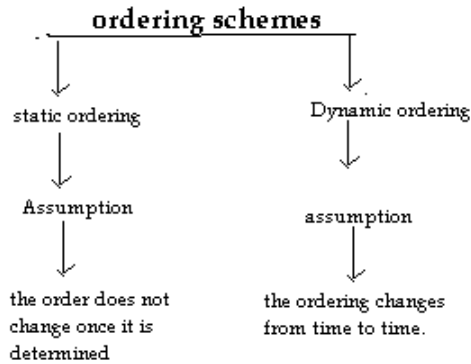 ordering schemes
static ordering
Dynamic ordering
Assumption
assumption
the order does not
change once it is
determined
the ordering changes
from time to time.